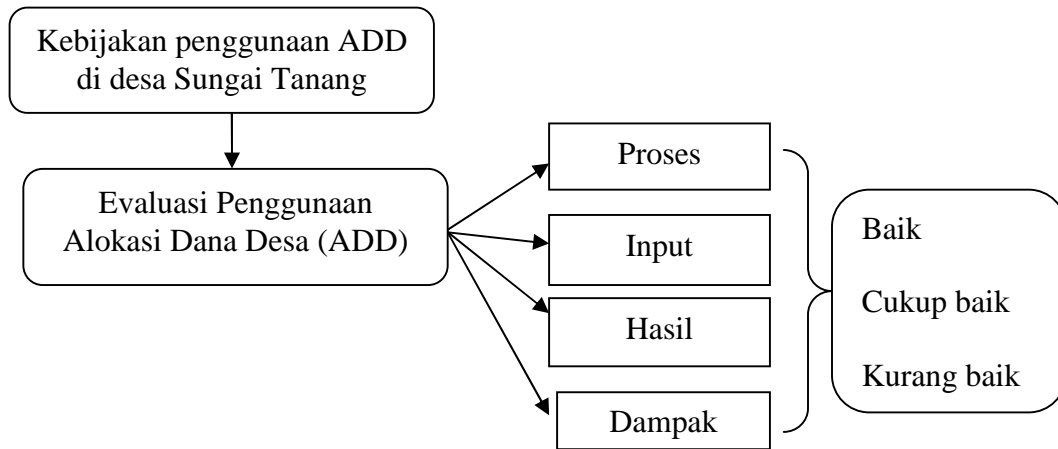 Kebijakan penggunaan ADD
di desa Sungai Tanang
Evaluasi Penggunaan
Alokasi Dana Desa (ADD)
Proses
Input
Hasil
Dampak
Baik
Cukup baik
Kurang baik